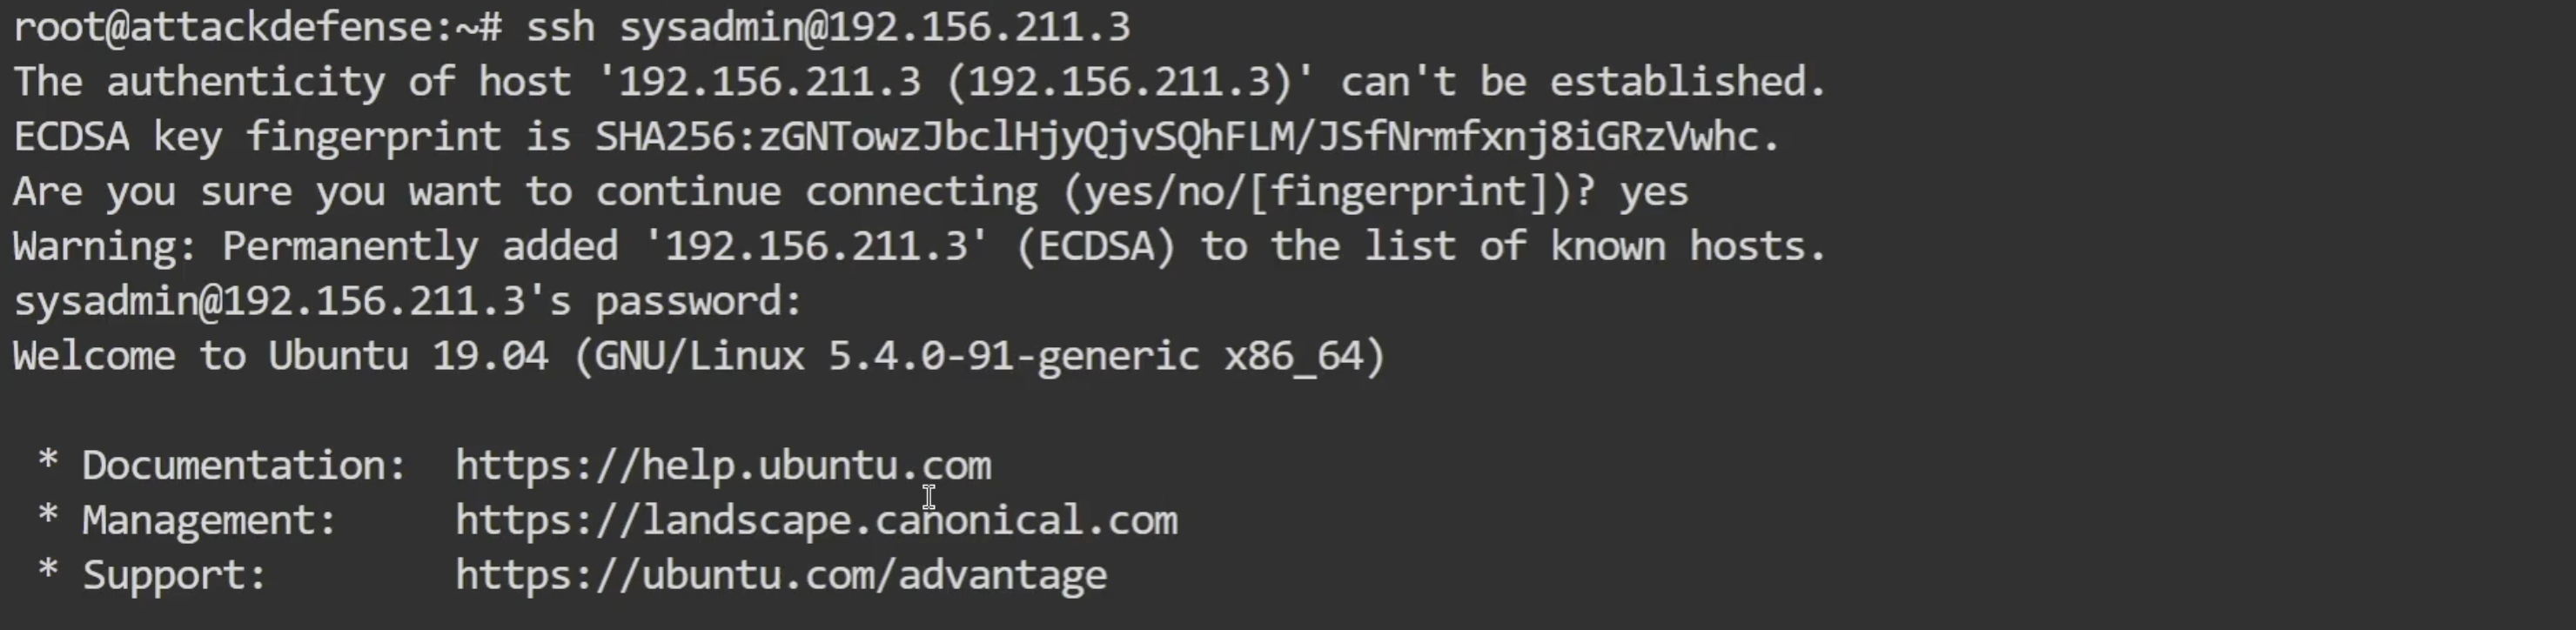 root@attackdefense:~# ssh sysadmin@192.156.211.3
The authenticity of host '192.156.211.3 (192.156.211.3)' can't be established.
ECDSA key fingerprint is SHA256:zGNTowzJbclHjyQjvSQhFLM/JSfNrmfxnj8iGRzVwhc.
Are you sure you want to continue connecting (yes/no/[fingerprint])? yes
Warning: Permanently added '192.156.211.3' (ECDSA) to the list of known hosts.
sysadmin@192.156.211.3's password:
Welcome to Ubuntu 19.04 (GNU/Linux 5.4.0-91-generic x86_64)
* Documentation:  https://help.ubuntu.com
* Management:     https://landscape.canonical.com
* Support:        https://ubuntu.com/advantage